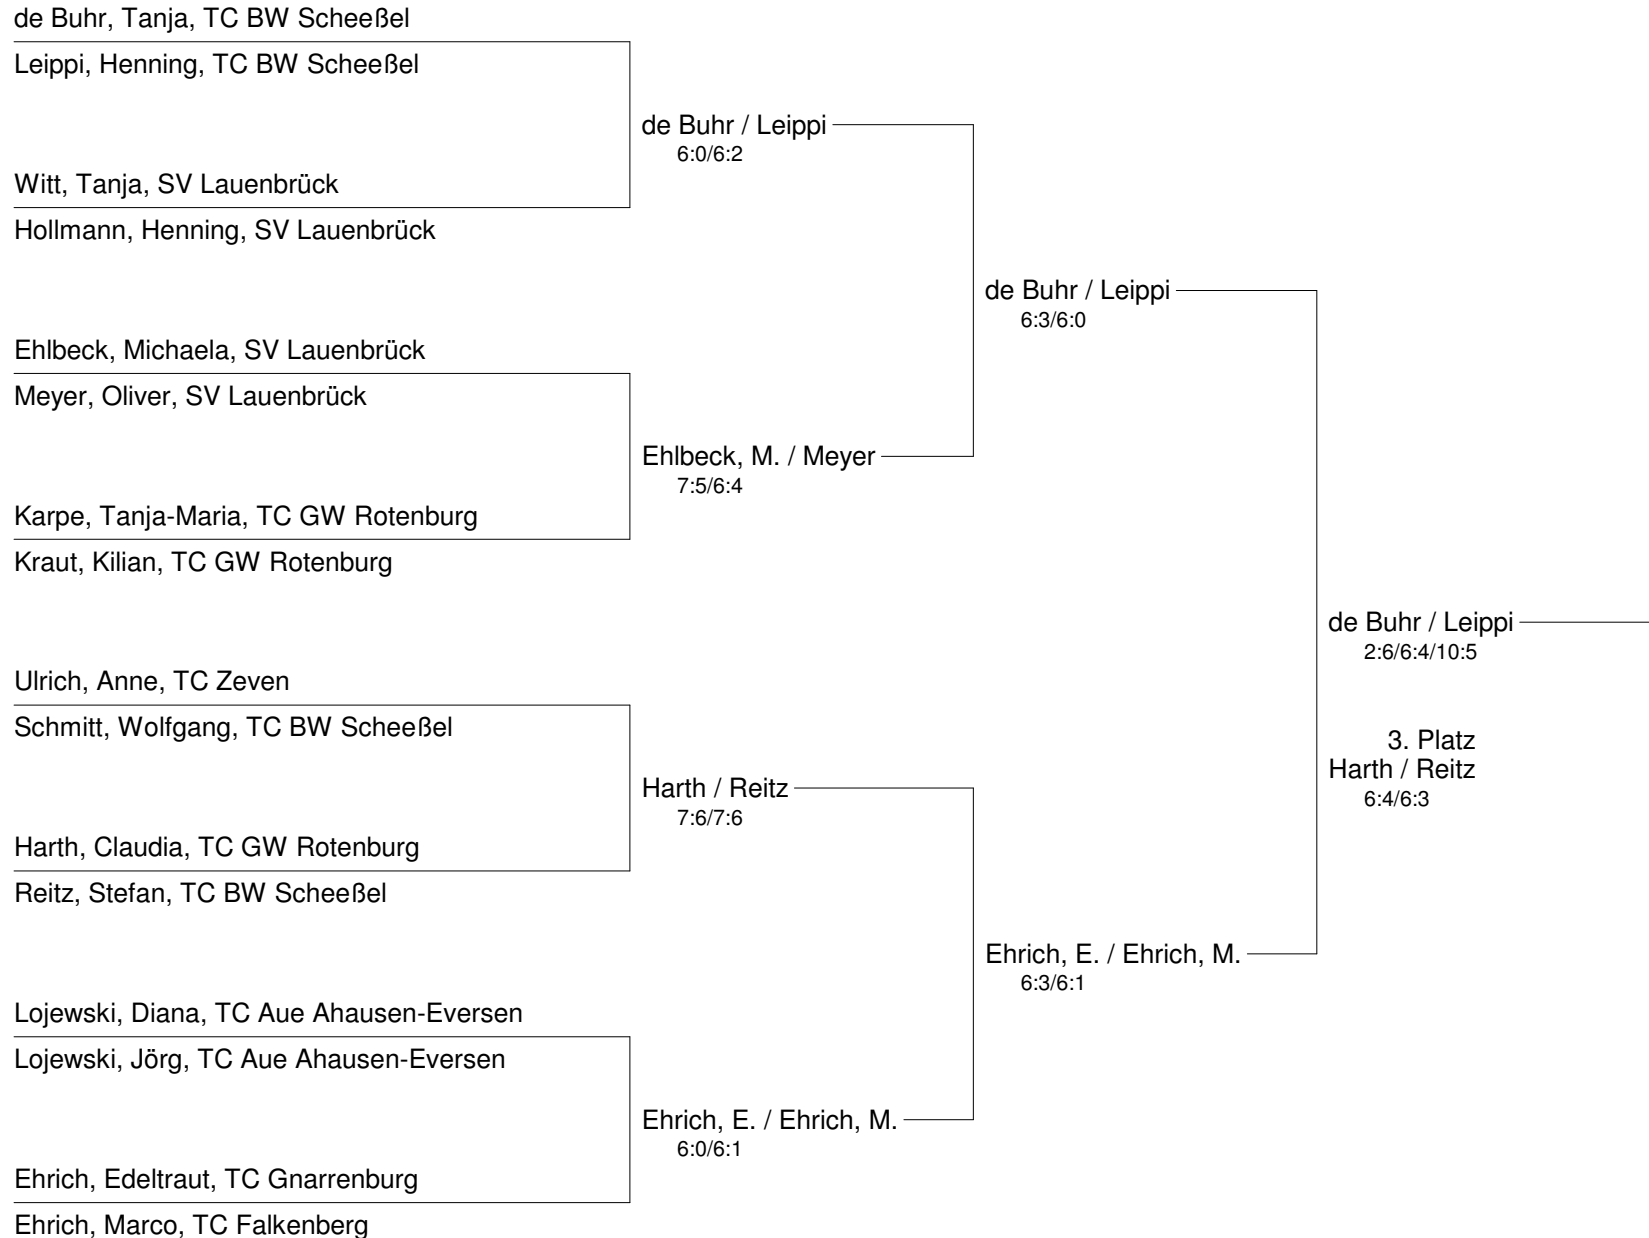 de Buhr, Tanja, TC BW Scheeßel
Leippi, Henning, TC BW Scheeßel
de Buhr / Leippi
6:0/6:2
Witt, Tanja, SV Lauenbrück
Hollmann, Henning, SV Lauenbrück
de Buhr / Leippi
6:3/6:0
Ehlbeck, Michaela, SV Lauenbrück
Meyer, Oliver, SV Lauenbrück
Ehlbeck, M. / Meyer
7:5/6:4
Karpe, Tanja-Maria, TC GW Rotenburg
Kraut, Kilian, TC GW Rotenburg
de Buhr / Leippi
2:6/6:4/10:5
Ulrich, Anne, TC Zeven
Schmitt, Wolfgang, TC BW Scheeßel
3. Platz
Harth / Reitz
6:4/6:3
Harth / Reitz
7:6/7:6
Harth, Claudia, TC GW Rotenburg
Reitz, Stefan, TC BW Scheeßel
Ehrich, E. / Ehrich, M.
6:3/6:1
Lojewski, Diana, TC Aue Ahausen-Eversen
Lojewski, Jörg, TC Aue Ahausen-Eversen
Ehrich, E. / Ehrich, M.
6:0/6:1
Ehrich, Edeltraut, TC Gnarrenburg
Ehrich, Marco, TC Falkenberg